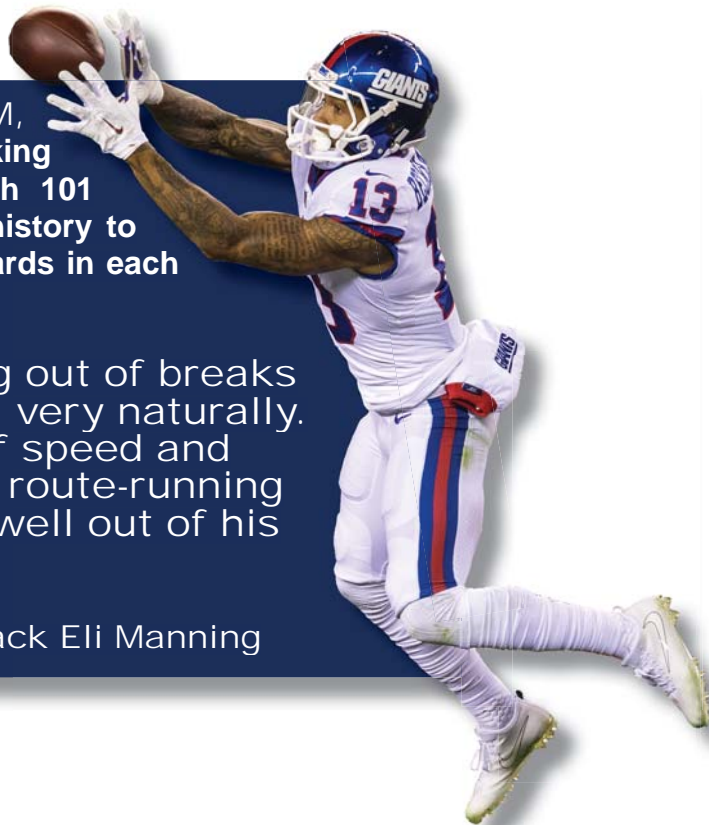 M,
king
h 101
history to
ards in each
g out of breaks
very naturally.
f speed and
route-running
well out of his
ack Eli Manning
GIANTS
13
GIANTS